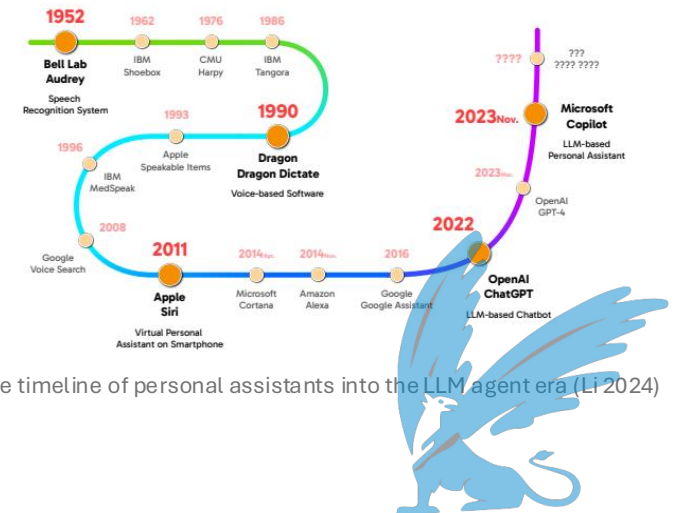 1952
Bell Lab
Audrey
Speech
Recognition System
1962
IBM
Shoebox
1976
CMU
Harpy
1986
IBM
Tangora
1990
Dragon
Dragon Dictate
Voice-based Software
1993
Apple
Speakable Items
1996
IBM
MedSpeak
2008
Google
Voice Search
2011
Apple
Siri
Virtual Personal
Assistant on Smartphone
2014Apr.
Microsoft
Cortana
2014Nov.
Amazon
Alexa
2016
Google
Google Assistant
2022
OpenAI
ChatGPT
LLM-based Chatbot
2023Mar.
OpenAI
GPT-4
2023Nov.
Microsoft
Copilot
LLM-based
Personal Assistant
????
???
???? ????
e timeline of personal assistants into the LLM agent era (Li 2024)